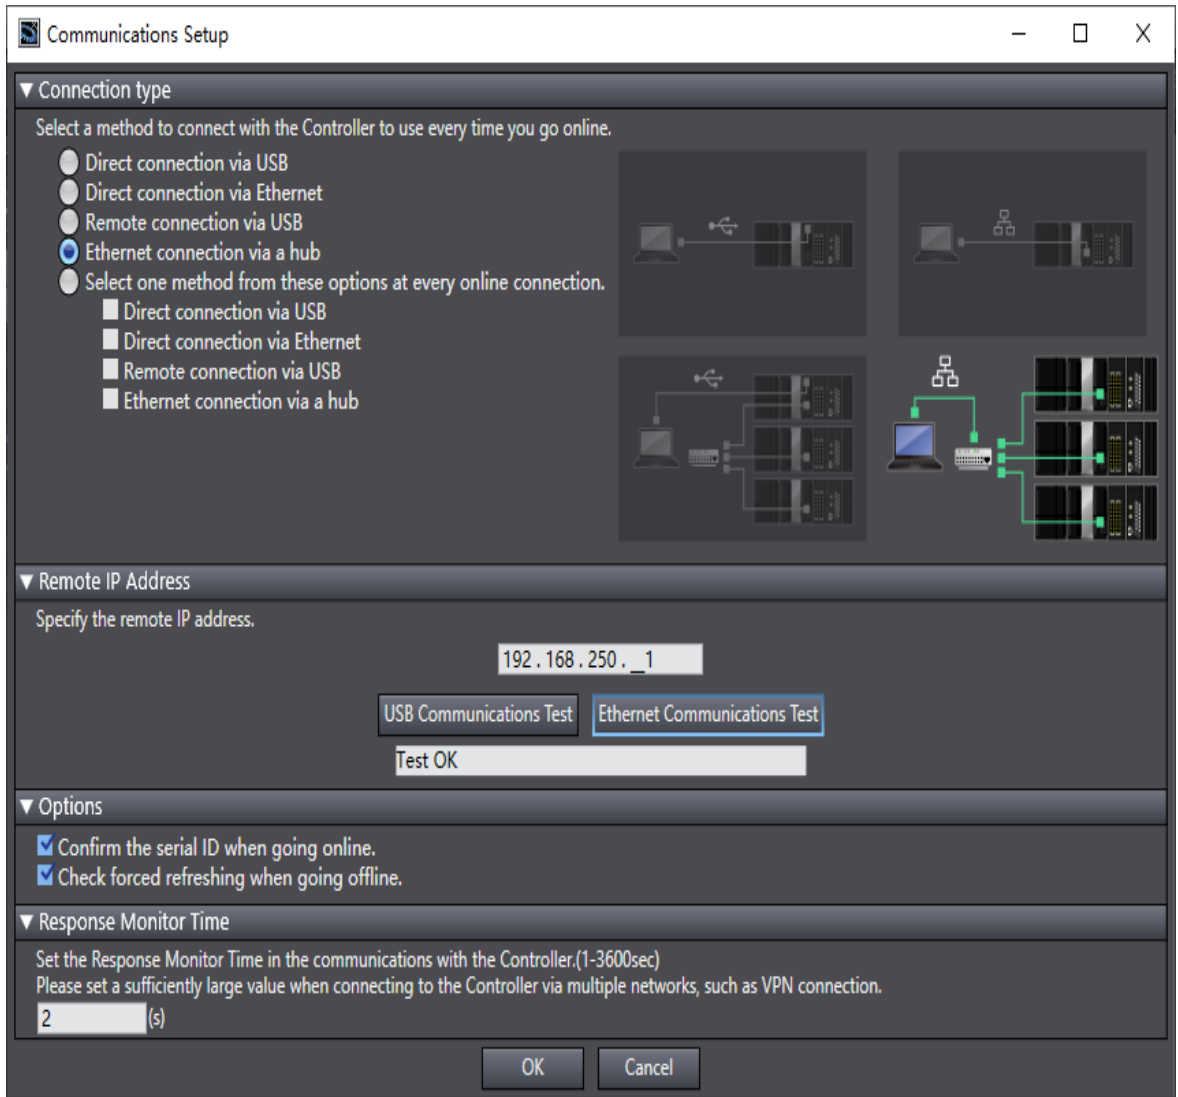 Communications Setup
▼ Connection type
Select a method to connect with the Controller to use every time you go online.
Direct connection via USB
Direct connection via Ethernet
Remote connection via USB
Ethernet connection via a hub
Select one method from these options at every online connection.
Direct connection via USB
Direct connection via Ethernet
Remote connection via USB
Ethernet connection via a hub
▼ Remote IP Address
Specify the remote IP address.
192.168.250._1
USB Communications Test
Ethernet Communications Test
Test OK
▼ Options
Confirm the serial ID when going online.
Check forced refreshing when going offline.
▼ Response Monitor Time
Set the Response Monitor Time in the communications with the Controller.(1-3600sec)
Please set a sufficiently large value when connecting to the Controller via multiple networks, such as VPN connection.
2 (s)
OK
Cancel